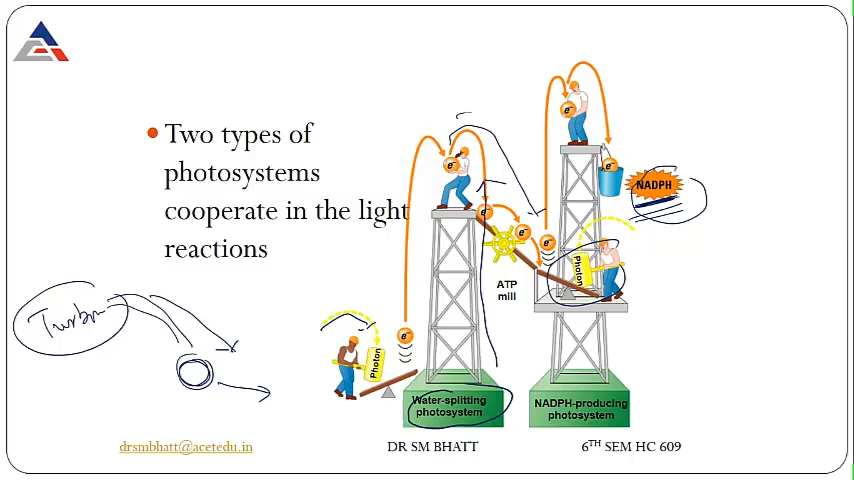 • Two types of
photosystems
cooperate in the light
reactions
e-
e-
e-
e-
e-
e-
e-
NADPH
Photon
Photon
ATP
mill
Water-splitting
photosystem
NADPH-producing
photosystem
drsmbhatt@acetedu.in
DR SM BHATT
6TH SEM HC 609